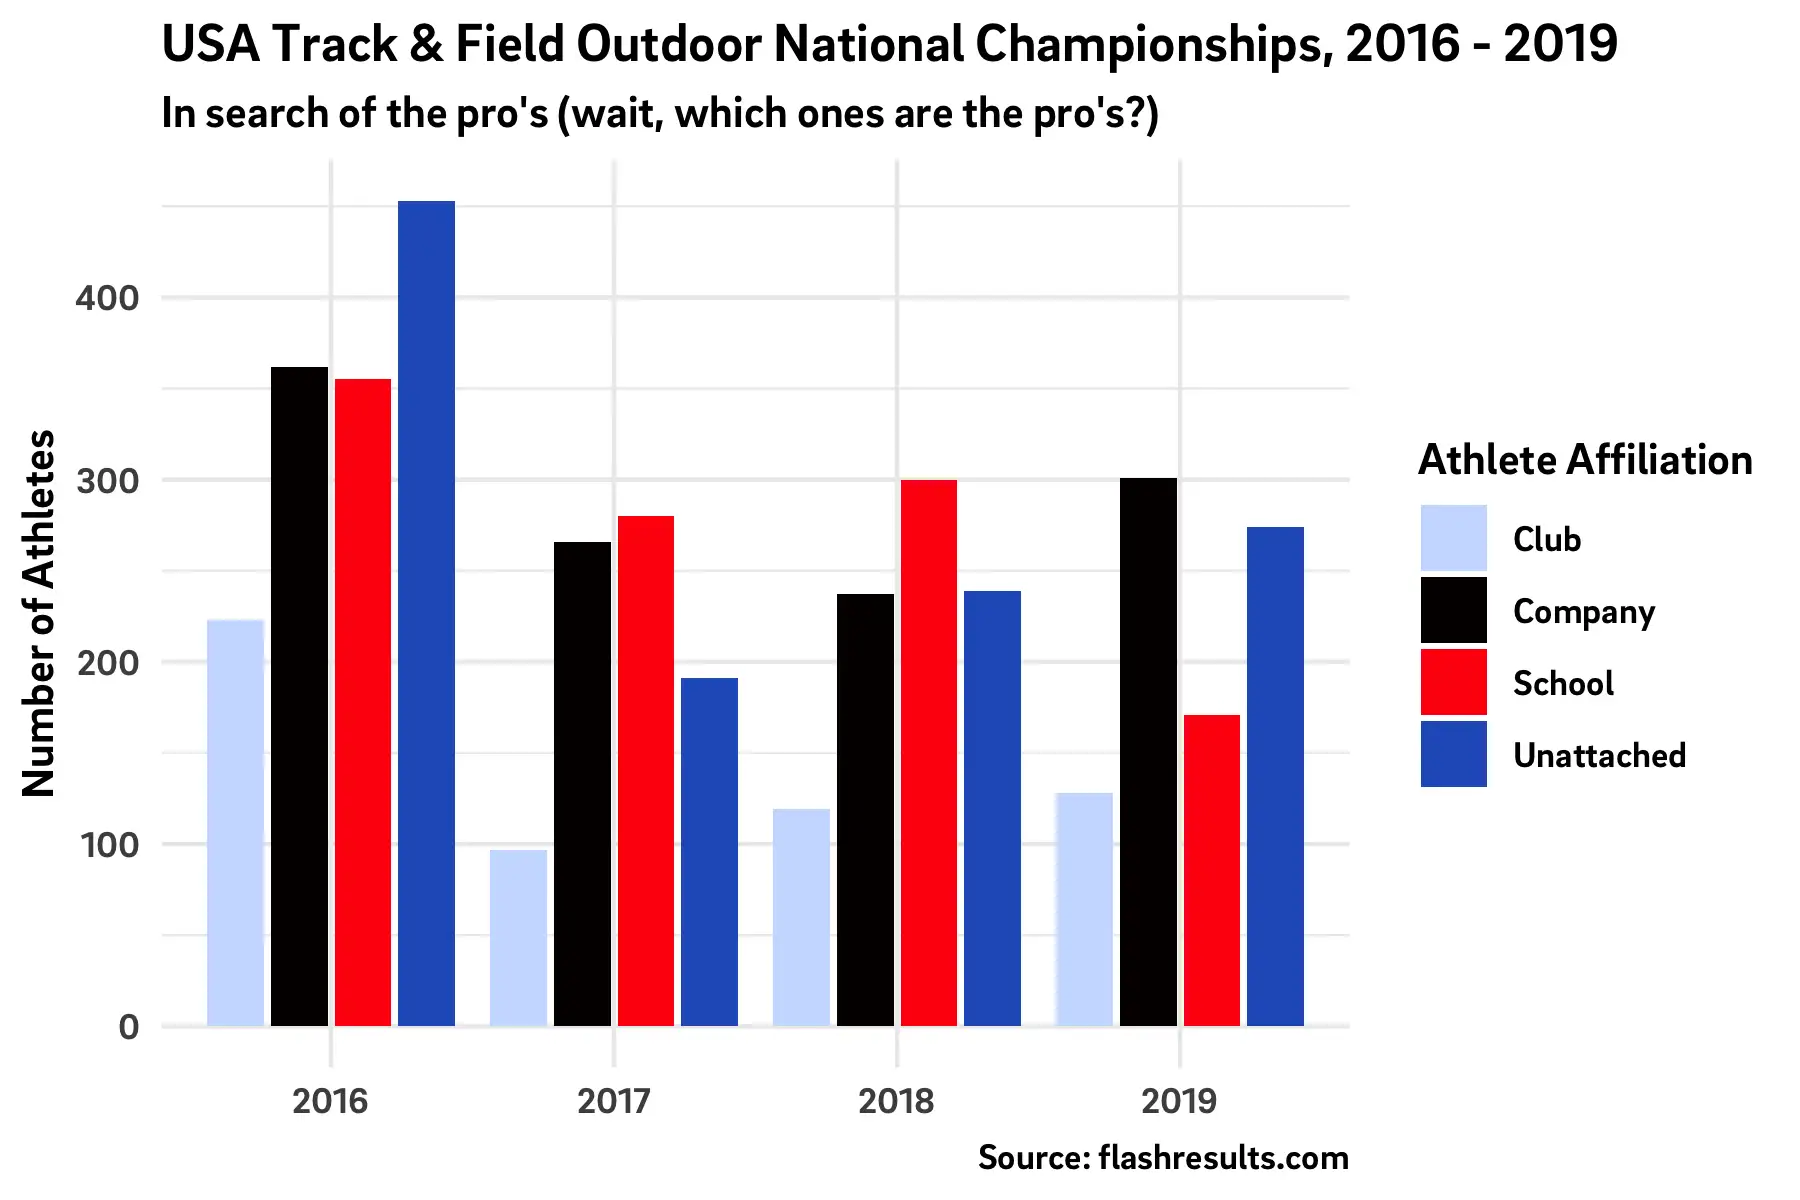 USA Track & Field Outdoor National Championships, 2016 - 2019
In search of the pro's (wait, which ones are the pro's?)
Number of Athletes
400
300
200
100
0
2016
2017
2018
2019
Athlete Affiliation
Club
Company
School
Unattached
Source: flashresults.com